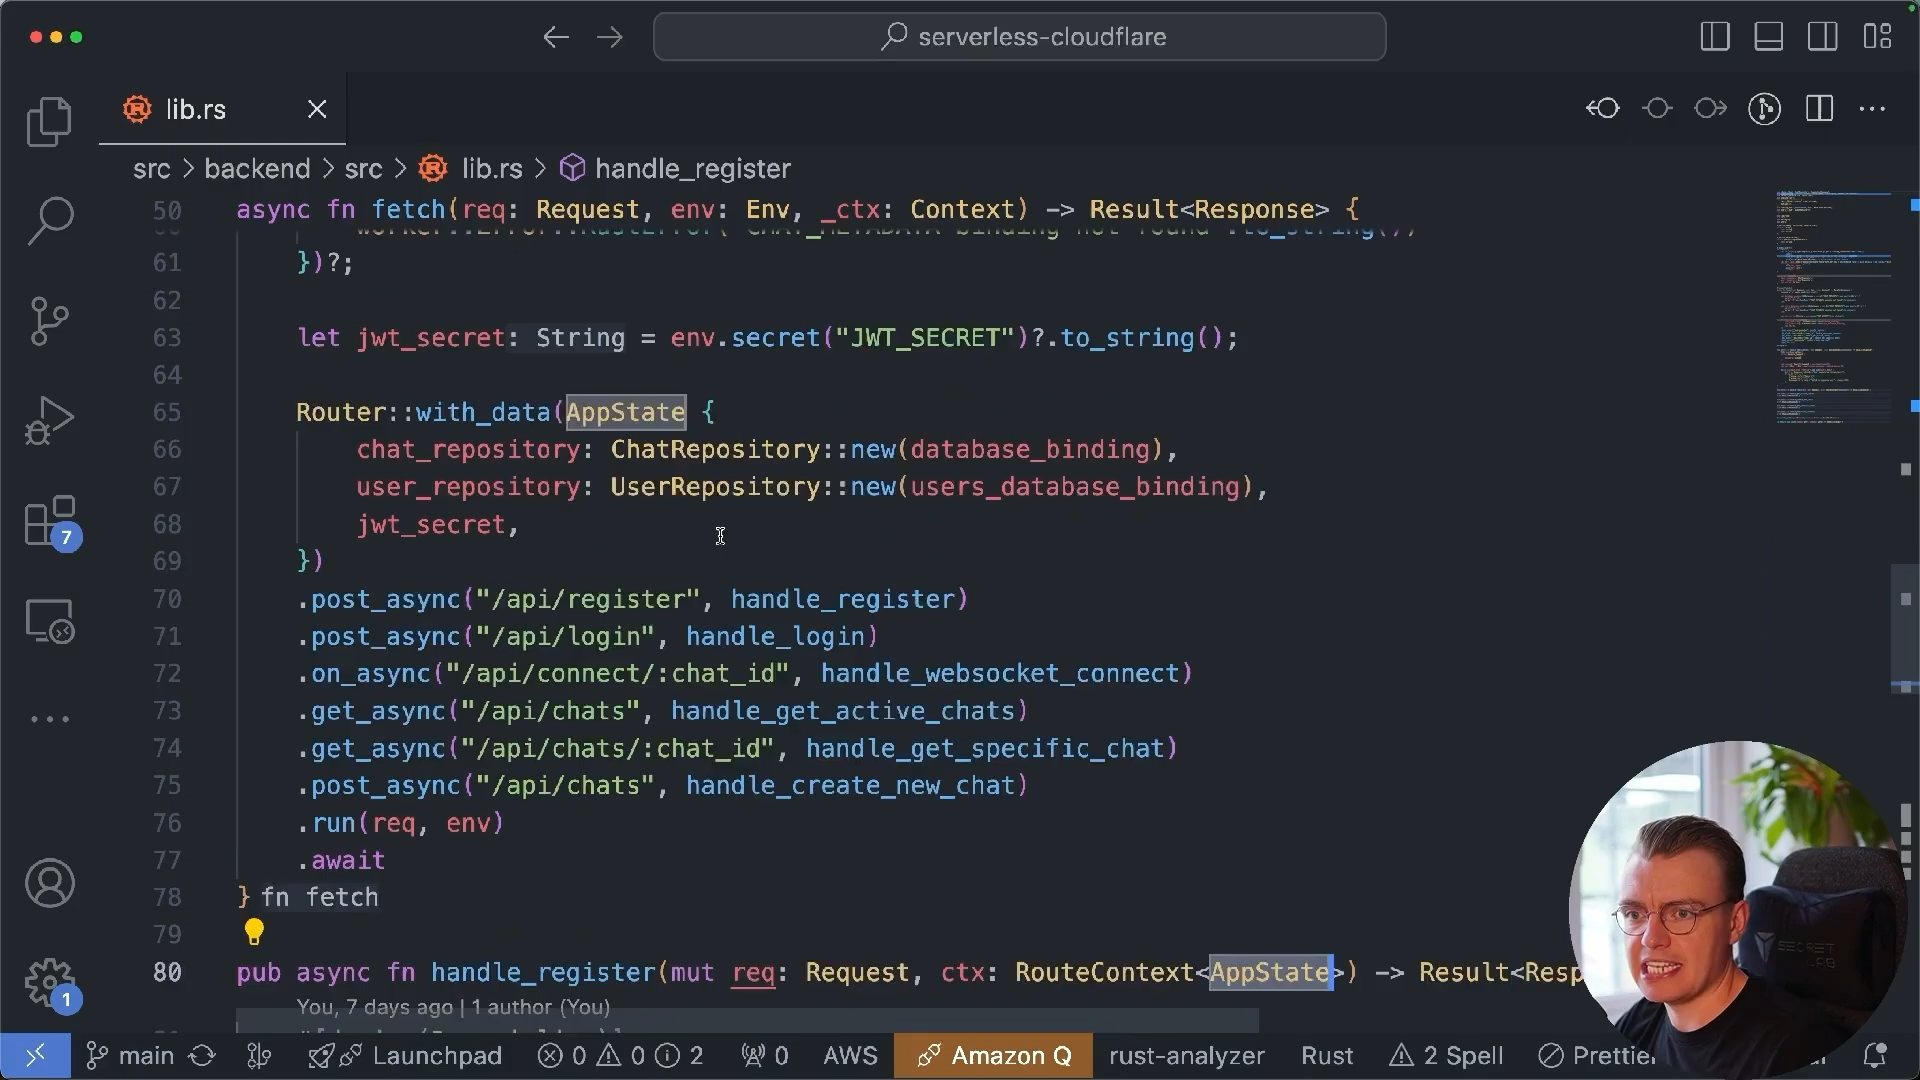 serverless-cloudflare
lib.rs
src > backend > src > lib.rs > handle_register
50 async fn fetch(req: Request, env: Env, _ctx: Context) -> Result<Response> {
61 })?;
62
63 let jwt_secret: String = env.secret("JWT_SECRET")?.to_string();
64
65 Router::with_data(AppState {
66 chat_repository: ChatRepository::new(database_binding),
67 user_repository: UserRepository::new(users_database_binding),
68 jwt_secret,
69 })
70 .post_async("/api/register", handle_register)
71 .post_async("/api/login", handle_login)
72 .on_async("/api/connect/:chat_id", handle_websocket_connect)
73 .get_async("/api/chats", handle_get_active_chats)
74 .get_async("/api/chats/:chat_id", handle_get_specific_chat)
75 .post_async("/api/chats", handle_create_new_chat)
76 .run(req, env)
77 .await
78 } fn fetch
79
80 pub async fn handle_register(mut req: Request, ctx: RouteContext<AppState>) -> Result<Resp
You, 7 days ago | 1 author (You)
7
1
main Launchpad 0 0 2 0 AWS Amazon Q rust-analyzer Rust 2 Spell Prettier